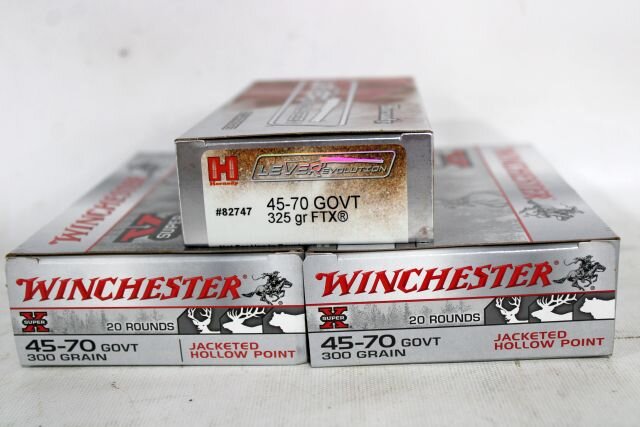 H
Hornady
LEVEREVOLUTION
#82747
45-70 GOVT
325 gr FTX®
WINCHESTER
SUPER X
20 ROUNDS
45-70 GOVT
300 GRAIN
JACKETED
HOLLOW POINT
WINCHESTER
SUPER X
20 ROUNDS
45-70 GOVT
300 GRAIN
JACKETED
HOLLOW POINT
WINCHESTER
WINCHESTER